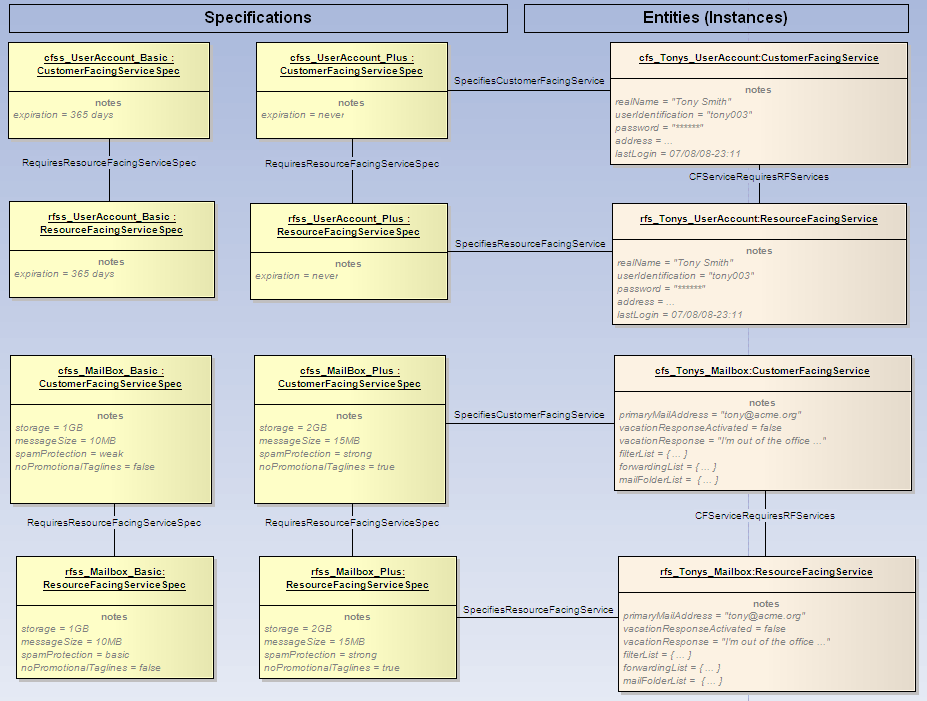 Specifications
Entities (Instances)
cfss_UserAccount_Basic :
CustomerFacingServiceSpec
notes
expiration = 365 days
cfss_UserAccount_Plus :
CustomerFacingServiceSpec
notes
expiration = never
SpecifiesCustomerFacingService
cfs_Tonys_UserAccount:CustomerFacingService
notes
realName = "Tony Smith"
userIdentification = "tony003"
password = "******"
address = ...
lastLogin = 07/08/08-23:11
RequiresResourceFacingServiceSpec
RequiresResourceFacingServiceSpec
CFServiceRequiresRFServices
rfss_UserAccount_Basic :
ResourceFacingServiceSpec
notes
expiration = 365 days
rfss_UserAccount_Plus :
ResourceFacingServiceSpec
notes
expiration = never
SpecifiesResourceFacingService
rfs_Tonys_UserAccount:ResourceFacingService
notes
realName = "Tony Smith"
userIdentification = "tony003"
password = "******"
address = ...
lastLogin = 07/08/08-23:11
cfss_MailBox_Basic :
CustomerFacingServiceSpec
notes
storage = 1GB
messageSize = 10MB
spamProtection = weak
noPromotionalTaglines = false
cfss_MailBox_Plus :
CustomerFacingServiceSpec
notes
storage = 2GB
messageSize = 15MB
spamProtection = strong
noPromotionalTaglines = true
SpecifiesCustomerFacingService
cfs_Tonys_Mailbox:CustomerFacingService
notes
primaryMailAddress = "tony@acme.org"
vacationResponseActivated = false
vacationResponse = "I'm out of the office ..."
filterList = { ... }
forwardingList = { ... }
mailFolderList = { ... }
RequiresResourceFacingServiceSpec
RequiresResourceFacingServiceSpec
CFServiceRequiresRFServices
rfss_Mailbox_Basic:
ResourceFacingServiceSpec
notes
storage = 1GB
messageSize = 10MB
spamProtection = basic
noPromotionalTaglines = false
rfss_Mailbox_Plus:
ResourceFacingServiceSpec
notes
storage = 2GB
messageSize = 15MB
spamProtection = strong
noPromotionalTaglines = true
SpecifiesResourceFacingService
rfs_Tonys_Mailbox:ResourceFacingService
notes
primaryMailAddress = "tony@acme.org"
vacationResponseActivated = false
vacationResponse = "I'm out of the office ..."
filterList = { ... }
forwardingList = { ... }
mailFolderList = { ... }